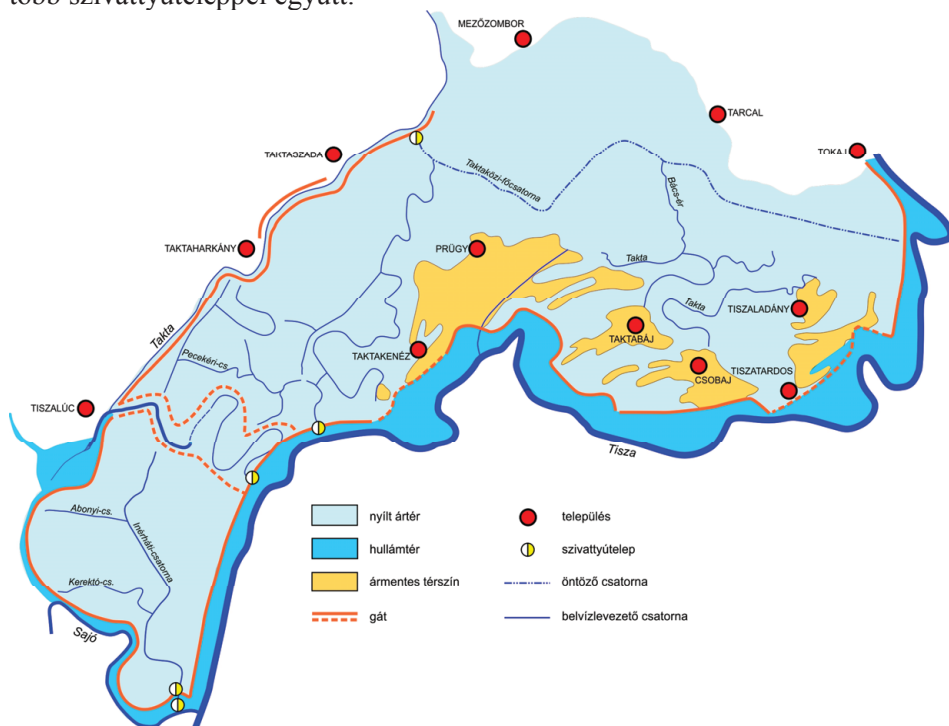 több szivattyúteleppel együtt.
MEZŐZOMBOR
TARCAL
TOKAJ
TAKTASZADA
Taktaközi-főcsatorna
Bács-ér
TAKTAHARKÁNY
PRÜGY
Takta
Takta
TISZALADÁNY
Takta
TAKTABÁJ
TAKTAKENÉZ
Pecekéri-cs.
CSOBAJ
TISZATARDOS
TISZALÚC
Tisza
Abonyi-cs.
Inérháti-csatorna
Kerektó-cs.
Sajó
nyílt ártér
hullámtér
ármentes térszín
gát
település
szivattyútelep
öntöző csatorna
belvízlevezető csatorna